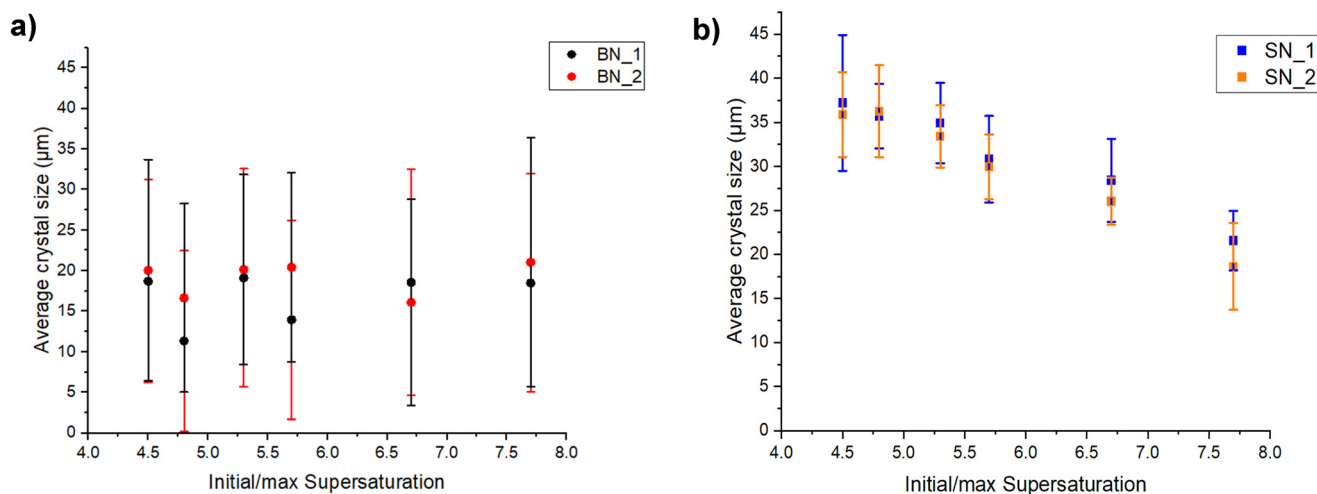 a)
BN_1
BN_2
Average crystal size (µm)
45
40
35
30
25
20
15
10
5
0
4.0 4.5 5.0 5.5 6.0 6.5 7.0 7.5 8.0
Initial/max Supersaturation
b)
SN_1
SN_2
Average crystal size (µm)
45
40
35
30
25
20
15
10
5
0
4.0 4.5 5.0 5.5 6.0 6.5 7.0 7.5 8.0
Initial/max Supersaturation